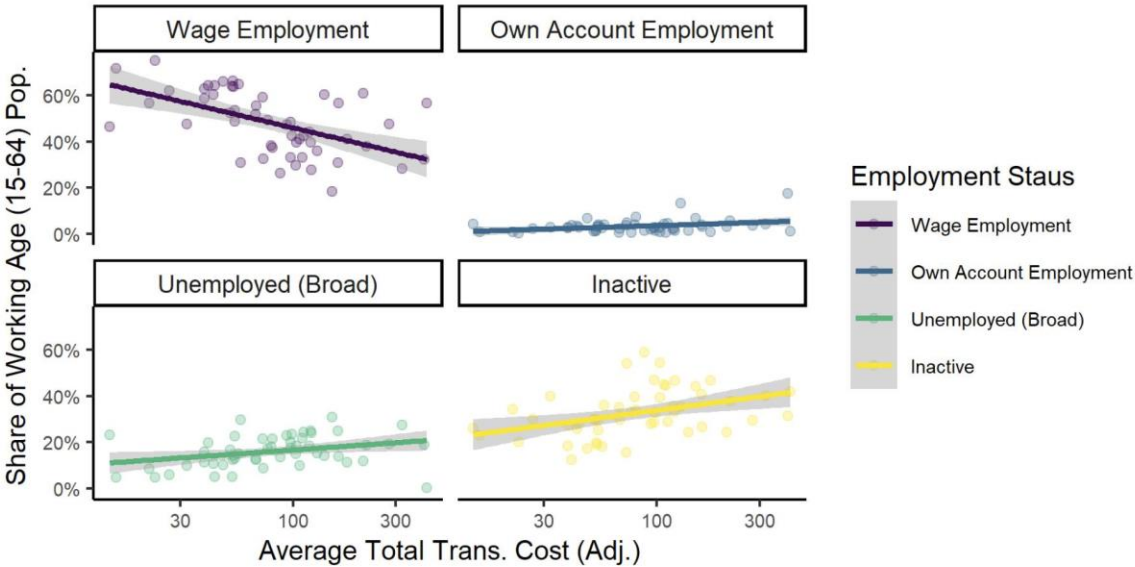 Wage Employment
Own Account Employment
60%
40%
20%
0%
Unemployed (Broad)
Inactive
60%
40%
20%
0%
30
100
300
30
100
300
Average Total Trans. Cost (Adj.)
Share of Working Age (15-64) Pop.
Employment Staus
Wage Employment
Own Account Employment
Unemployed (Broad)
Inactive